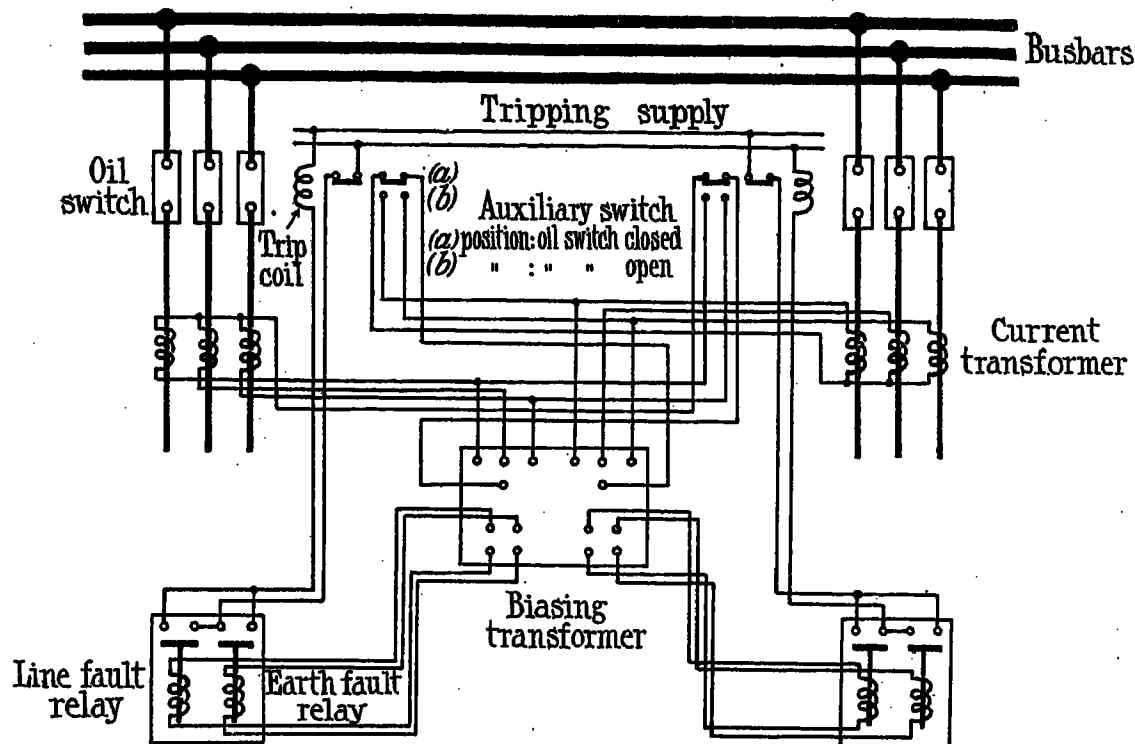 Busbars
Tripping supply
Oil
switch
(a)
(b)
Auxiliary switch
(a) position: oil switch closed
(b) " : " " open
Trip
coil
Current
transformer
Biasing
transformer
Line fault
relay
Earth fault
relay